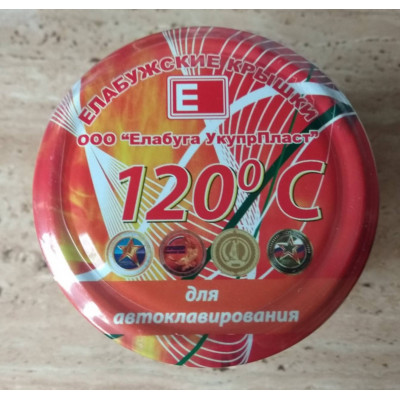 ЕЛАБУЖСКИЕ КРЫШКИ
E
ООО "Елабуга УкупрПласт"
120° С
для
автоклавирования